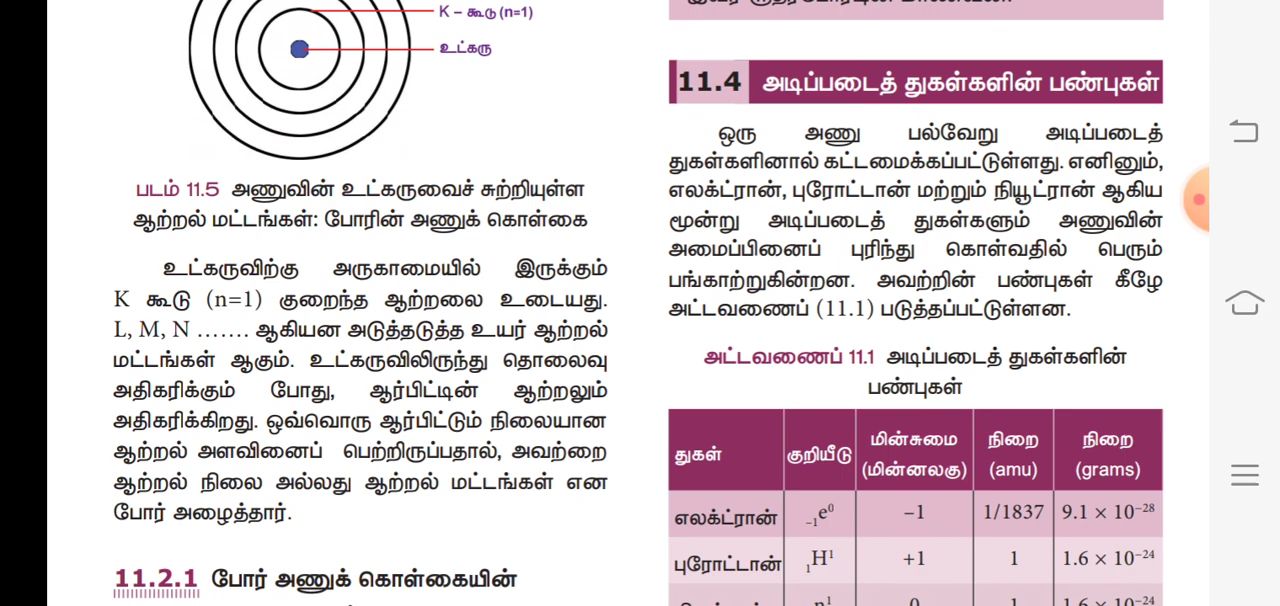 K – கூடு (n=1)
உட்கரு
படம் 11.5 அணுவின் உட்கருவைச் சுற்றியுள்ள
ஆற்றல் மட்டங்கள்: போரின் அணுக் கொள்கை
உட்கருவிற்கு அருகாமையில் இருக்கும்
K கூடு (n=1) குறைந்த ஆற்றலை உடையது.
L, M, N ....... ஆகியன அடுத்தடுத்த உயர் ஆற்றல்
மட்டங்கள் ஆகும். உட்கருவிலிருந்து தொலைவு
அதிகரிக்கும் போது, ஆர்பிட்டின் ஆற்றலும்
அதிகரிக்கிறது. ஒவ்வொரு ஆர்பிட்டும் நிலையான
ஆற்றல் அளவினைப் பெற்றிருப்பதால், அவற்றை
ஆற்றல் நிலை அல்லது ஆற்றல் மட்டங்கள் என
போர் அழைத்தார்.
11.2.1 போர் அணுக் கொள்கையின்
11.4 அடிப்படைத் துகள்களின் பண்புகள்
ஒரு அணு பல்வேறு அடிப்படைத்
துகள்களினால் கட்டமைக்கப்பட்டுள்ளது. எனினும்,
எலக்ட்ரான், புரோட்டான் மற்றும் நியூட்ரான் ஆகிய
மூன்று அடிப்படைத் துகள்களும் அணுவின்
அமைப்பினைப் புரிந்து கொள்வதில் பெரும்
பங்காற்றுகின்றன. அவற்றின் பண்புகள் கீழே
அட்டவணைப் (11.1) படுத்தப்பட்டுள்ளன.
அட்டவணைப் 11.1 அடிப்படைத் துகள்களின்
பண்புகள்
துகள் குறியீடு மின்சுமை (மின்னலகு) நிறை (amu) நிறை (grams)
எலக்ட்ரான் ₋₁e⁰ −1 1/1837 9.1 × 10⁻²⁸
புரோட்டான் ₁H¹ +1 1 1.6 × 10⁻²⁴
n¹ 0 1 1.6 × 10⁻²⁴